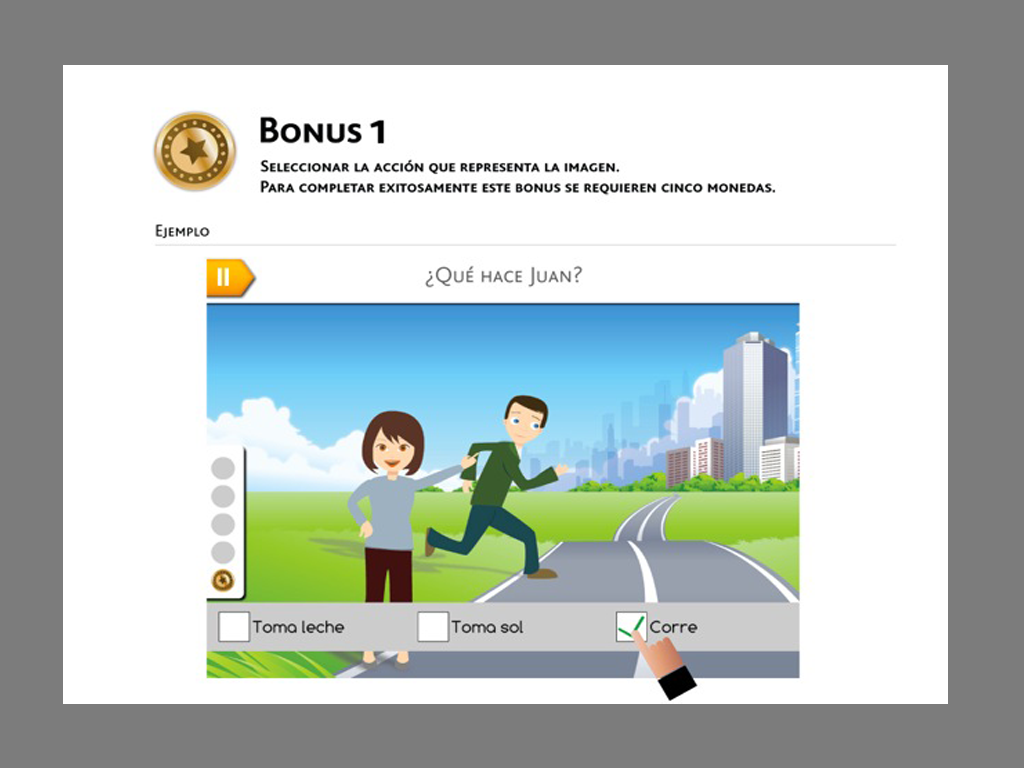 Bonus 1
Seleccionar la acción que representa la imagen.
Para completar exitosamente este bonus se requieren cinco monedas.
Ejemplo
¿Qué hace Juan?
Toma leche
Toma sol
Corre